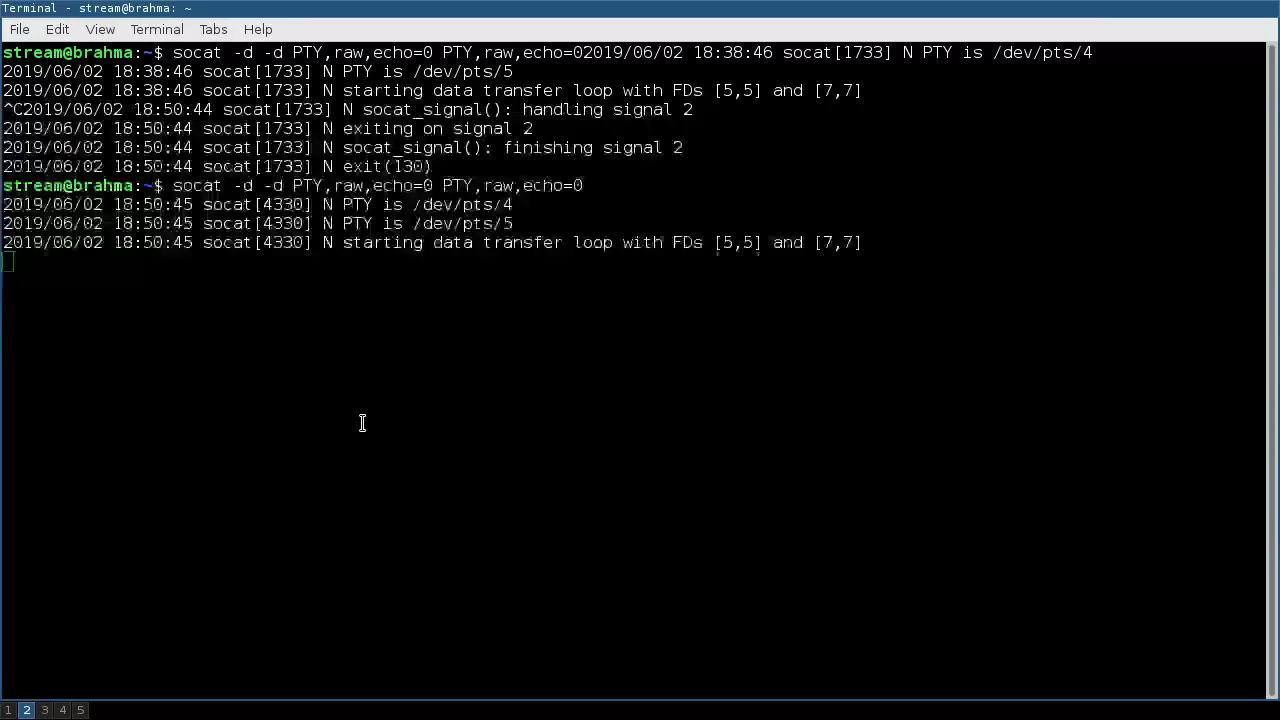 Terminal - stream@brahma: ~
File Edit View Terminal Tabs Help
stream@brahma:~$ socat -d -d PTY,raw,echo=0 PTY,raw,echo=02019/06/02 18:38:46 socat[1733] N PTY is /dev/pts/4
2019/06/02 18:38:46 socat[1733] N PTY is /dev/pts/5
2019/06/02 18:38:46 socat[1733] N starting data transfer loop with FDs [5,5] and [7,7]
^C2019/06/02 18:50:44 socat[1733] N socat_signal(): handling signal 2
2019/06/02 18:50:44 socat[1733] N exiting on signal 2
2019/06/02 18:50:44 socat[1733] N socat_signal(): finishing signal 2
2019/06/02 18:50:44 socat[1733] N exit(130)
stream@brahma:~$ socat -d -d PTY,raw,echo=0 PTY,raw,echo=0
2019/06/02 18:50:45 socat[4330] N PTY is /dev/pts/4
2019/06/02 18:50:45 socat[4330] N PTY is /dev/pts/5
2019/06/02 18:50:45 socat[4330] N starting data transfer loop with FDs [5,5] and [7,7]
1 2 3 4 5